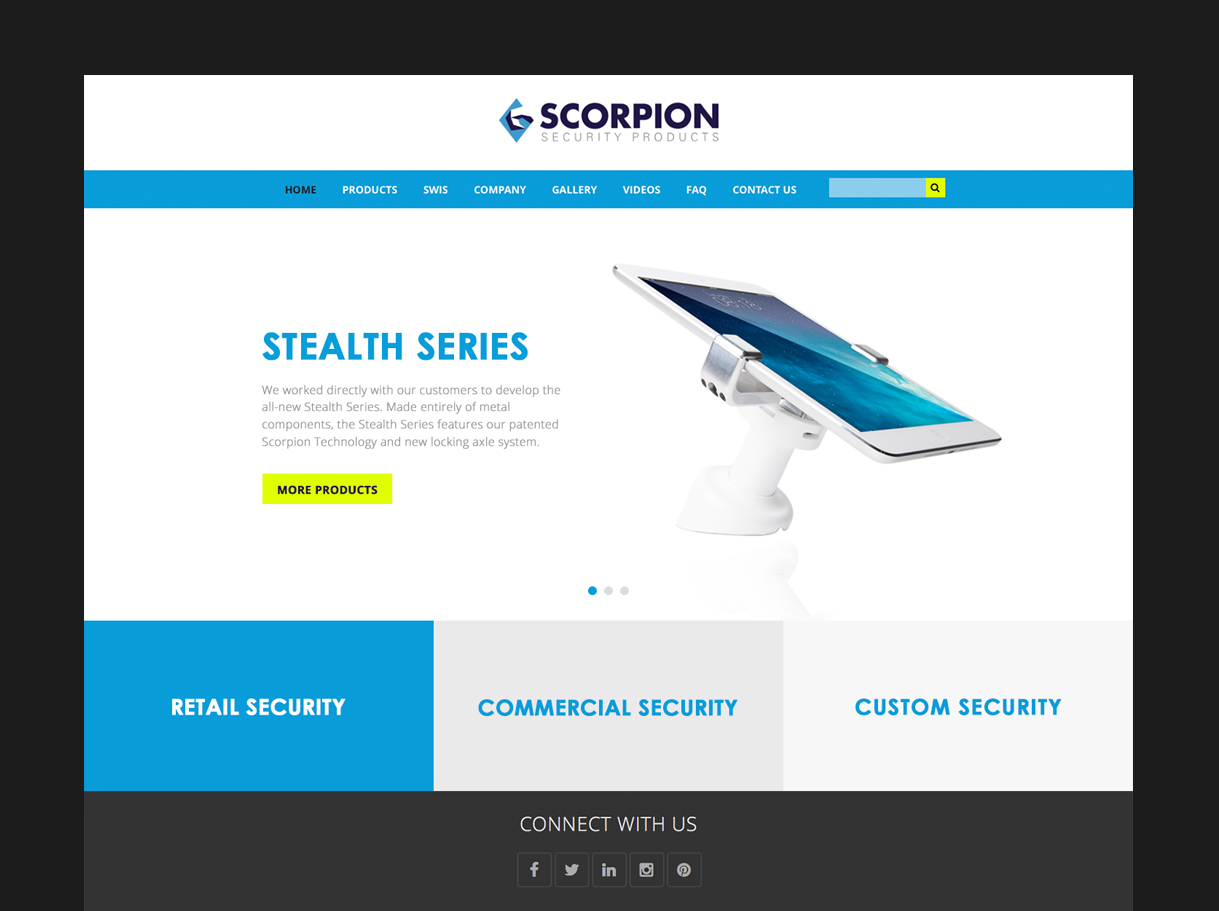 SCORPION
SECURITY PRODUCTS
HOME PRODUCTS SWIS COMPANY GALLERY VIDEOS FAQ CONTACT US
STEALTH SERIES
We worked directly with our customers to develop the
all-new Stealth Series. Made entirely of metal
components, the Stealth Series features our patented
Scorpion Technology and new locking axle system.
MORE PRODUCTS
RETAIL SECURITY COMMERCIAL SECURITY CUSTOM SECURITY
CONNECT WITH US